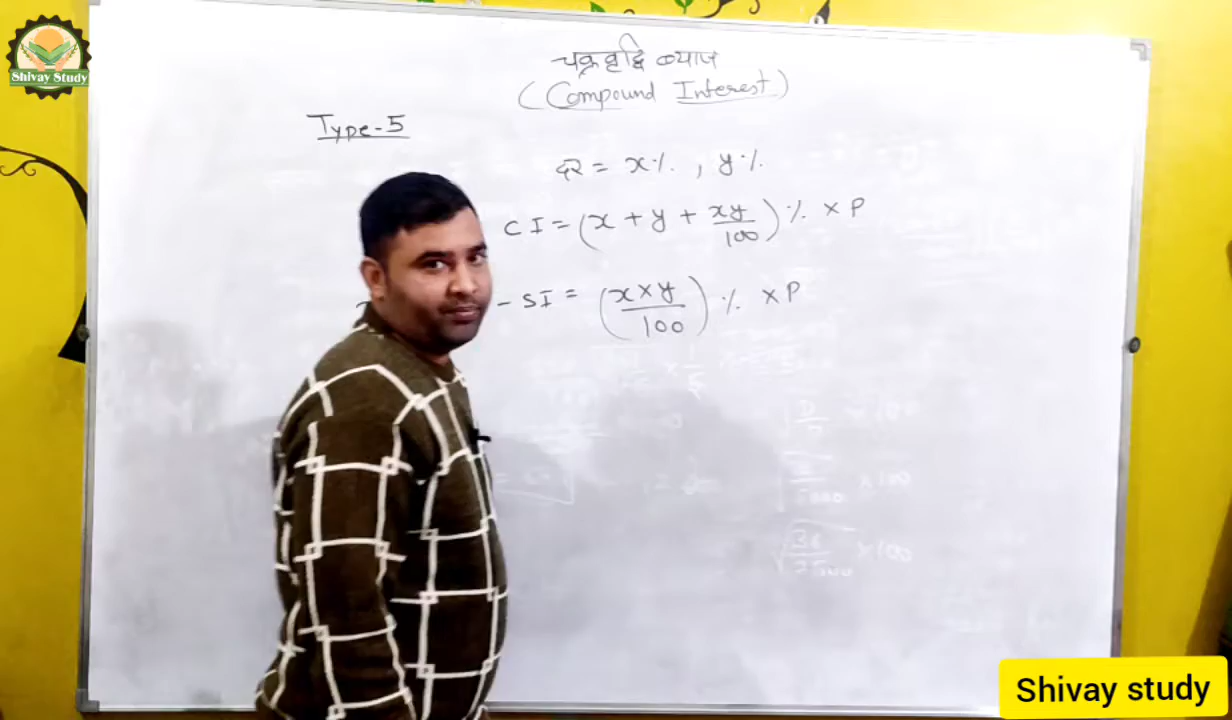 Shivay Study
चक्रवृद्धि ब्याज
(Compound Interest)
Type-5
दर = x% , y%
CI = (x + y + xy/100)% × P
- SI = (x×y/100)% × P
Shivay study